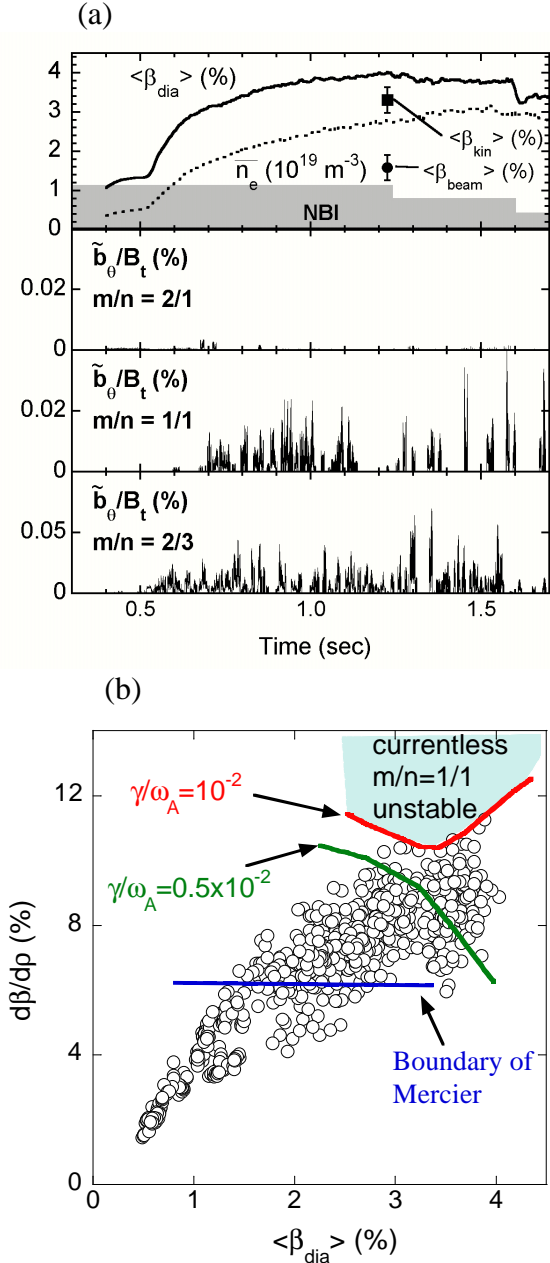 (a)
4
<β_dia> (%)
3
<β_kin> (%)
2
n̅_e (10^19 m^-3)
<β_beam> (%)
1
NBI
0
b̃_θ/B_t (%)
0.02
m/n = 2/1
0
b̃_θ/B_t (%)
0.02
m/n = 1/1
0
b̃_θ/B_t (%)
0.05
m/n = 2/3
0
0.5 1.0 1.5
Time (sec)
(b)
currentless
m/n=1/1
unstable
12
γ/ω_A=10^-2
γ/ω_A=0.5x10^-2
8
dβ/dρ (%)
4
Boundary of
Mercier
0
0 1 2 3 4
<β_dia> (%)